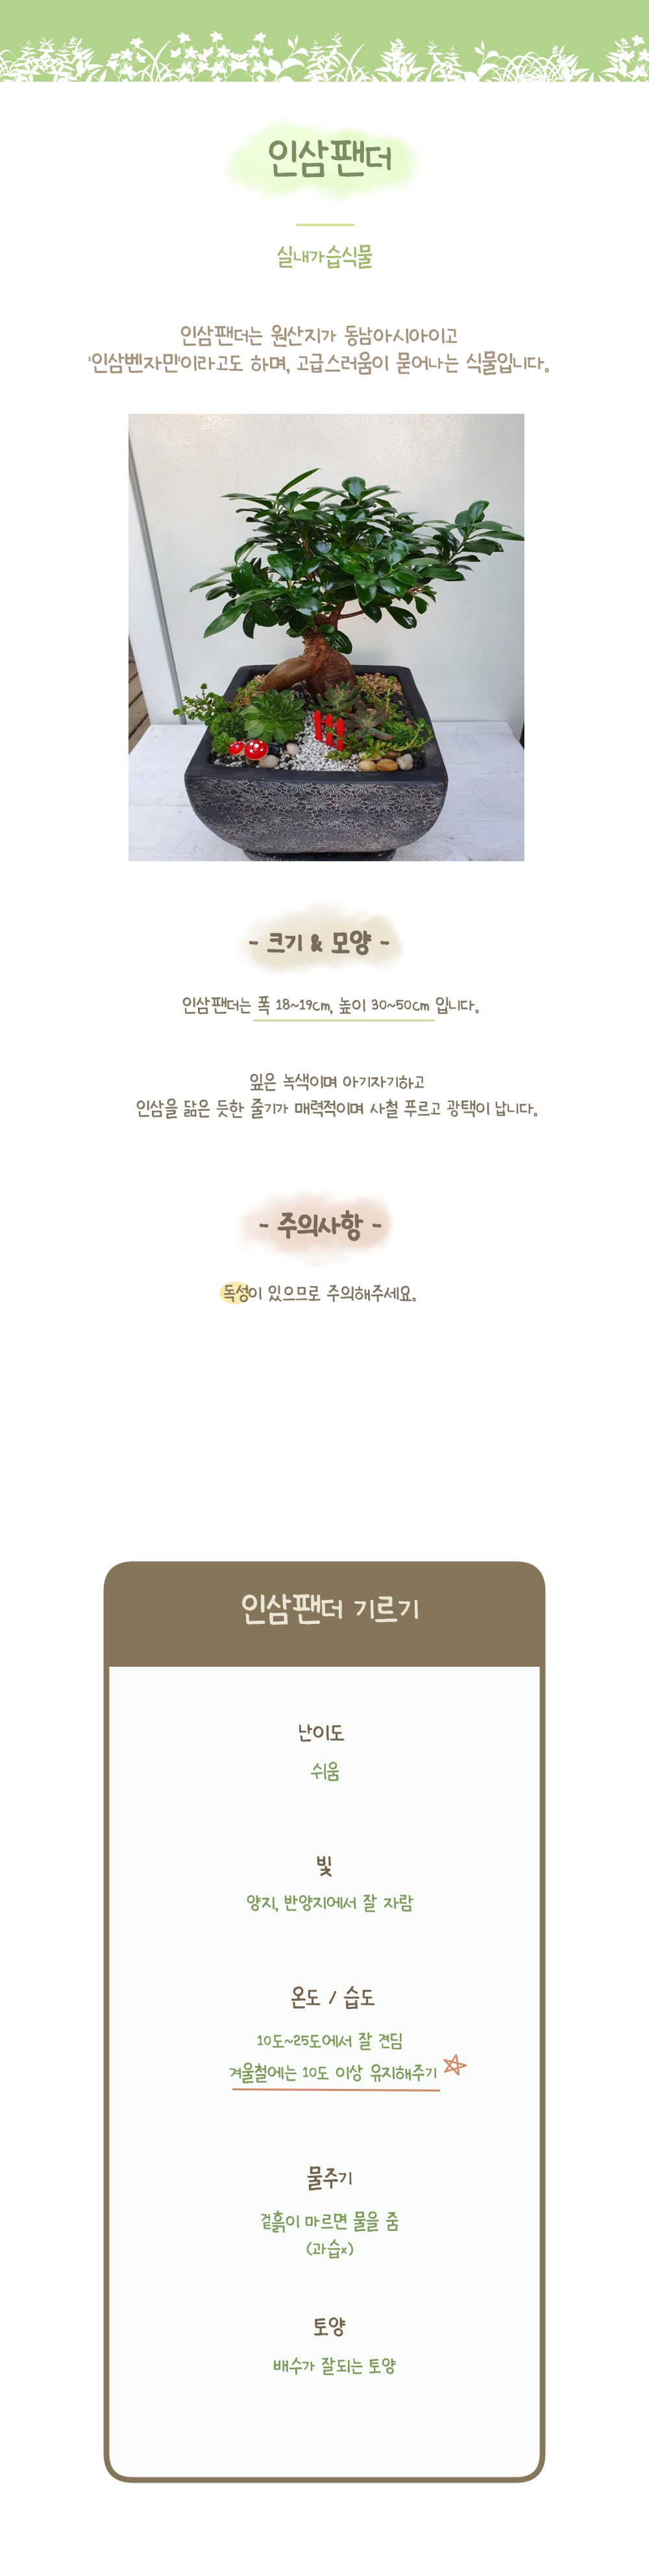 인삼팬더
실내가습식물
인삼팬더는 원산지가 동남아시아이고
'인삼벤자민'이라고도 하며, 고급스러움이 묻어나는 식물입니다.
- 크기 & 모양 -
인삼팬더는 폭 18~19cm, 높이 30~50cm 입니다.
잎은 녹색이며 아기자기하고
인삼을 닮은 듯한 줄기가 매력적이며 사철 푸르고 광택이 납니다.
- 주의사항 -
독성이 있으므로 주의해주세요.
인삼팬더 기르기
난이도
쉬움
빛
양지, 반양지에서 잘 자람
온도 / 습도
10도~25도에서 잘 견딤
겨울철에는 10도 이상 유지해주기
물주기
겉흙이 마르면 물을 줌
(과습x)
토양
배수가 잘되는 토양